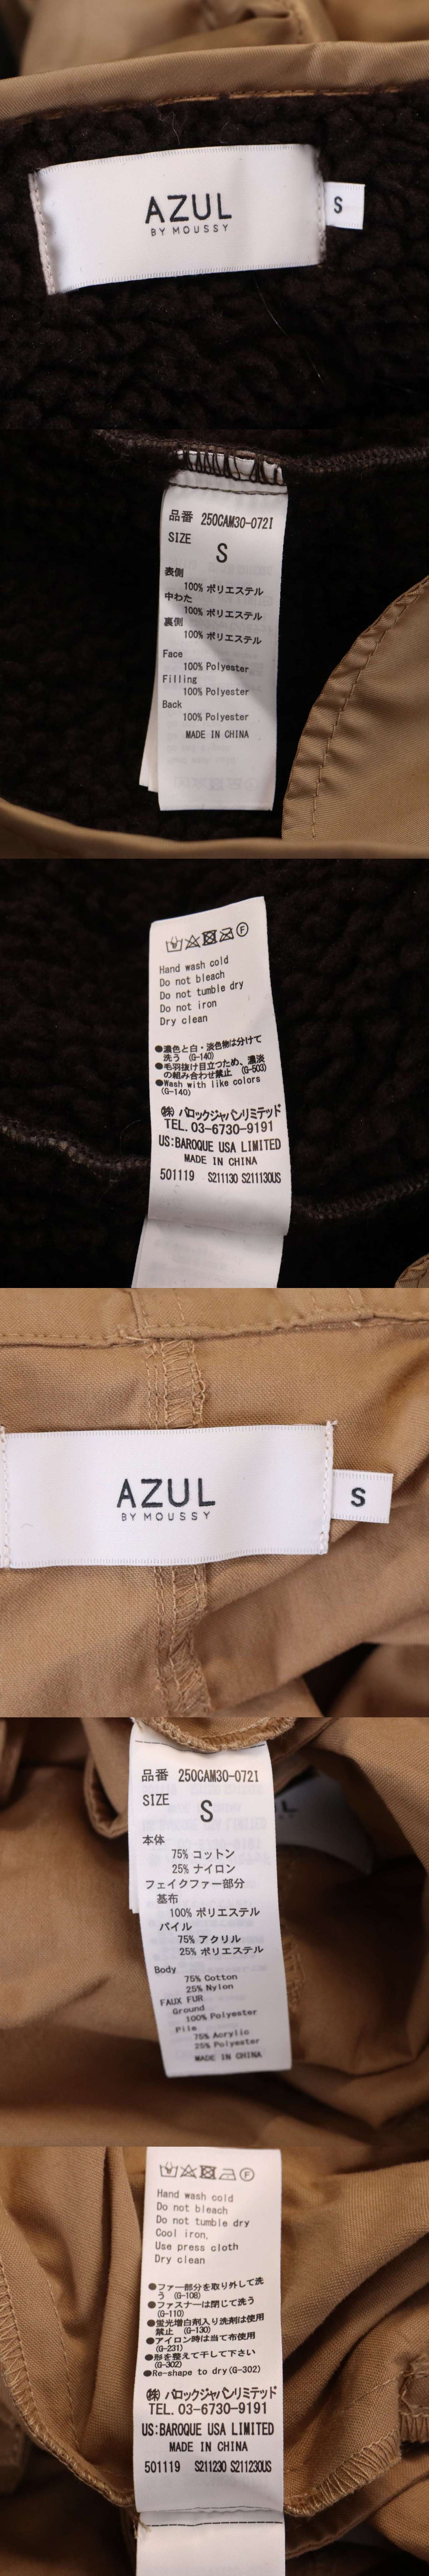 AZUL
BY MOUSSY
S
品番 250CAM30-0721
SIZE
S
表側
100% ポリエステル
中わた
100% ポリエステル
裏側
100% ポリエステル
Face
100% Polyester
Filling
100% Polyester
Back
100% Polyester
MADE IN CHINA
Hand wash cold
Do not bleach
Do not tumble dry
Do not iron
Dry clean
●濃色と白・淡色物は分けて
洗う (G-140)
●毛羽抜け目立つため、濃淡
の組み合わせ禁止 (G-503)
●Wash with like colors
(G-140)
㈱ バロックジャパンリミテッド
TEL. 03-6730-9191
US:BAROQUE USA LIMITED
MADE IN CHINA
501119 S211130 S211130US
AZUL
BY MOUSSY
S
品番 250CAM30-0721
SIZE
S
本体
75% コットン
25% ナイロン
フェイクファー部分
基布
100% ポリエステル
パイル
75% アクリル
25% ポリエステル
Body
75% Cotton
25% Nylon
FAUX FUR
Ground
100% Polyester
Pile
75% Acrylic
25% Polyester
MADE IN CHINA
Hand wash cold
Do not bleach
Do not tumble dry
Cool iron.
Use press cloth
Dry clean
●ファー部分を取り外して洗
う (G-108)
●ファスナーは閉じて洗う
(G-110)
●蛍光増白剤入り洗剤は使用
禁止 (G-130)
●アイロン時は当て布使用
(G-231)
●形を整えて干して下さい
(G-302)
●Re-shape to dry(G-302)
㈱ バロックジャパンリミテッド
TEL. 03-6730-9191
US:BAROQUE USA LIMITED
MADE IN CHINA
501119 S211230 S211230US